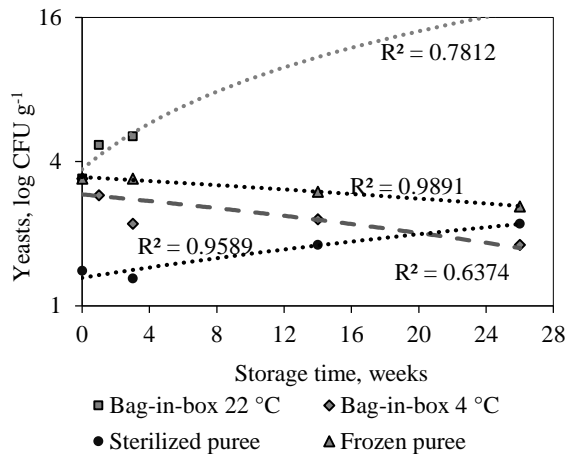 16
R² = 0.7812
4
R² = 0.9891
R² = 0.9589
R² = 0.6374
1
0 4 8 12 16 20 24 28
Yeasts, log CFU g⁻¹
Storage time, weeks
Bag-in-box 22 °C Bag-in-box 4 °C
Sterilized puree Frozen puree